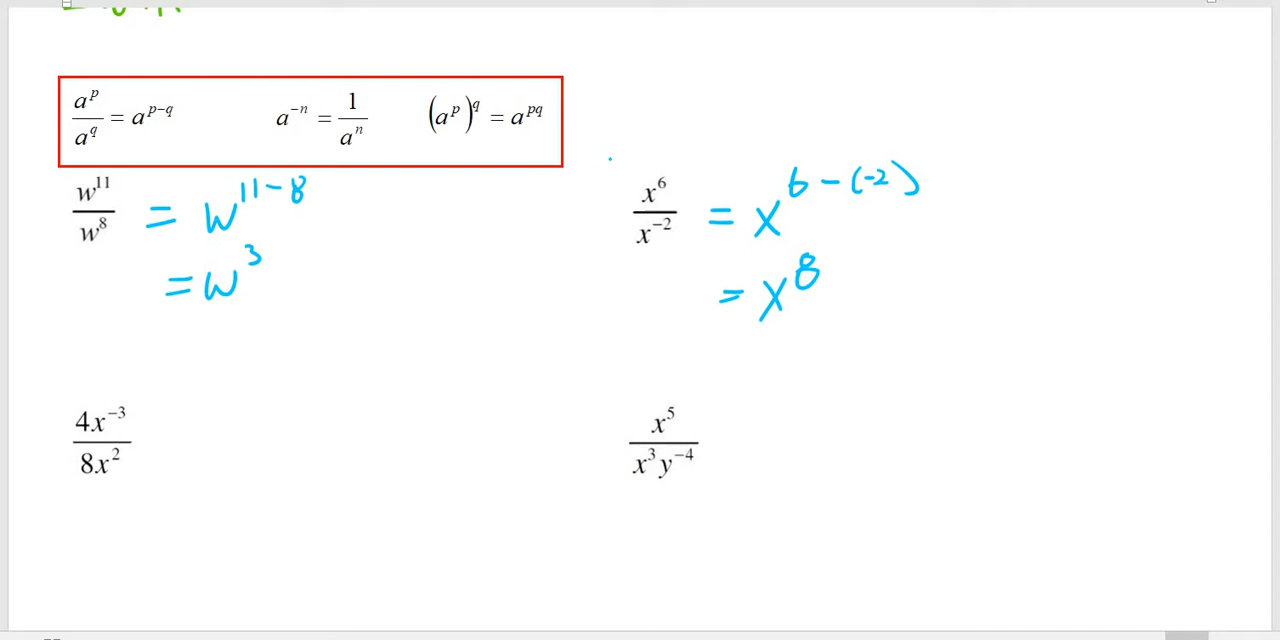 a^p/a^q = a^(p−q)    a^(−n) = 1/a^n    (a^p)^q = a^(pq)
w^11/w^8 = w^(11−8)
= w^3
x^6/x^(−2) = x^(6−(−2))
= x^8
4x^(−3)/8x^2
x^5/x^3y^(−4)